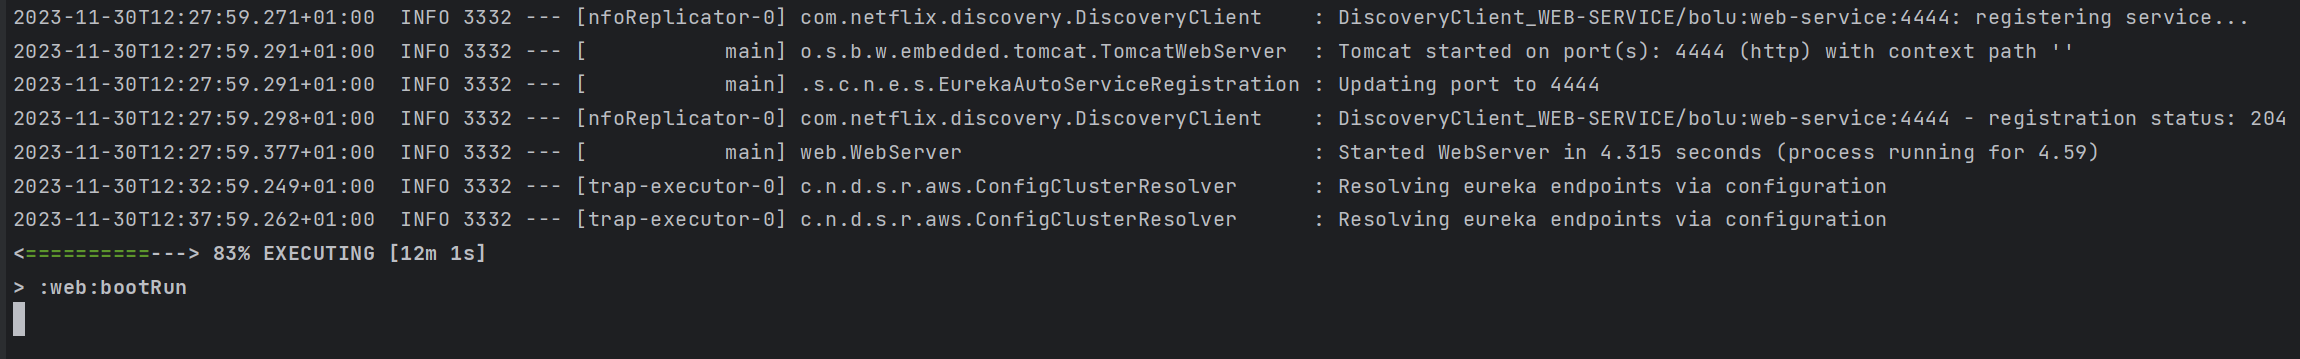 2023-11-30T12:27:59.271+01:00  INFO 3332 --- [nfoReplicator-0] com.netflix.discovery.DiscoveryClient    : DiscoveryClient_WEB-SERVICE/bolu:web-service:4444: registering service...
2023-11-30T12:27:59.291+01:00  INFO 3332 --- [           main] o.s.b.w.embedded.tomcat.TomcatWebServer  : Tomcat started on port(s): 4444 (http) with context path ''
2023-11-30T12:27:59.291+01:00  INFO 3332 --- [           main] .s.c.n.e.s.EurekaAutoServiceRegistration : Updating port to 4444
2023-11-30T12:27:59.298+01:00  INFO 3332 --- [nfoReplicator-0] com.netflix.discovery.DiscoveryClient    : DiscoveryClient_WEB-SERVICE/bolu:web-service:4444 - registration status: 204
2023-11-30T12:27:59.377+01:00  INFO 3332 --- [           main] web.WebServer                            : Started WebServer in 4.315 seconds (process running for 4.59)
2023-11-30T12:32:59.249+01:00  INFO 3332 --- [trap-executor-0] c.n.d.s.r.aws.ConfigClusterResolver      : Resolving eureka endpoints via configuration
2023-11-30T12:37:59.262+01:00  INFO 3332 --- [trap-executor-0] c.n.d.s.r.aws.ConfigClusterResolver      : Resolving eureka endpoints via configuration
<==========---> 83% EXECUTING [12m 1s]
> :web:bootRun